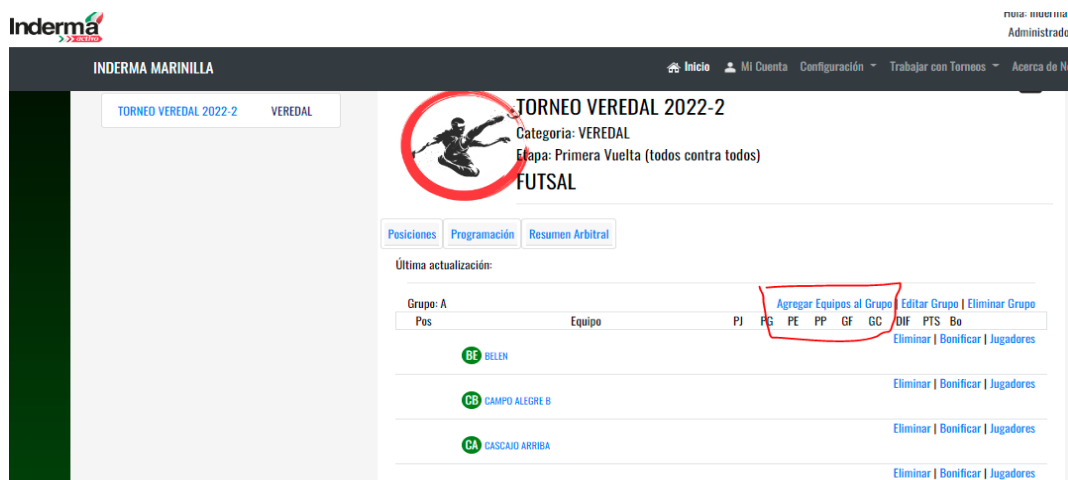 Inderma
activo
Administrado
INDERMA MARINILLA
Inicio Mi Cuenta Configuración Trabajar con Torneos Acerca de N
TORNEO VEREDAL 2022-2 VEREDAL
TORNEO VEREDAL 2022-2
Categoria: VEREDAL
Etapa: Primera Vuelta (todos contra todos)
FUTSAL
Posiciones Programación Resumen Arbitral
Última actualización:
Grupo: A Agregar Equipos al Grupo | Editar Grupo | Eliminar Grupo
Pos Equipo PJ PG PE PP GF GC DIF PTS Bo
Eliminar | Bonificar | Jugadores
BE BELEN
Eliminar | Bonificar | Jugadores
CB CAMPO ALEGRE B
Eliminar | Bonificar | Jugadores
CA CASCAJO ARRIBA
Eliminar | Bonificar | Jugadores